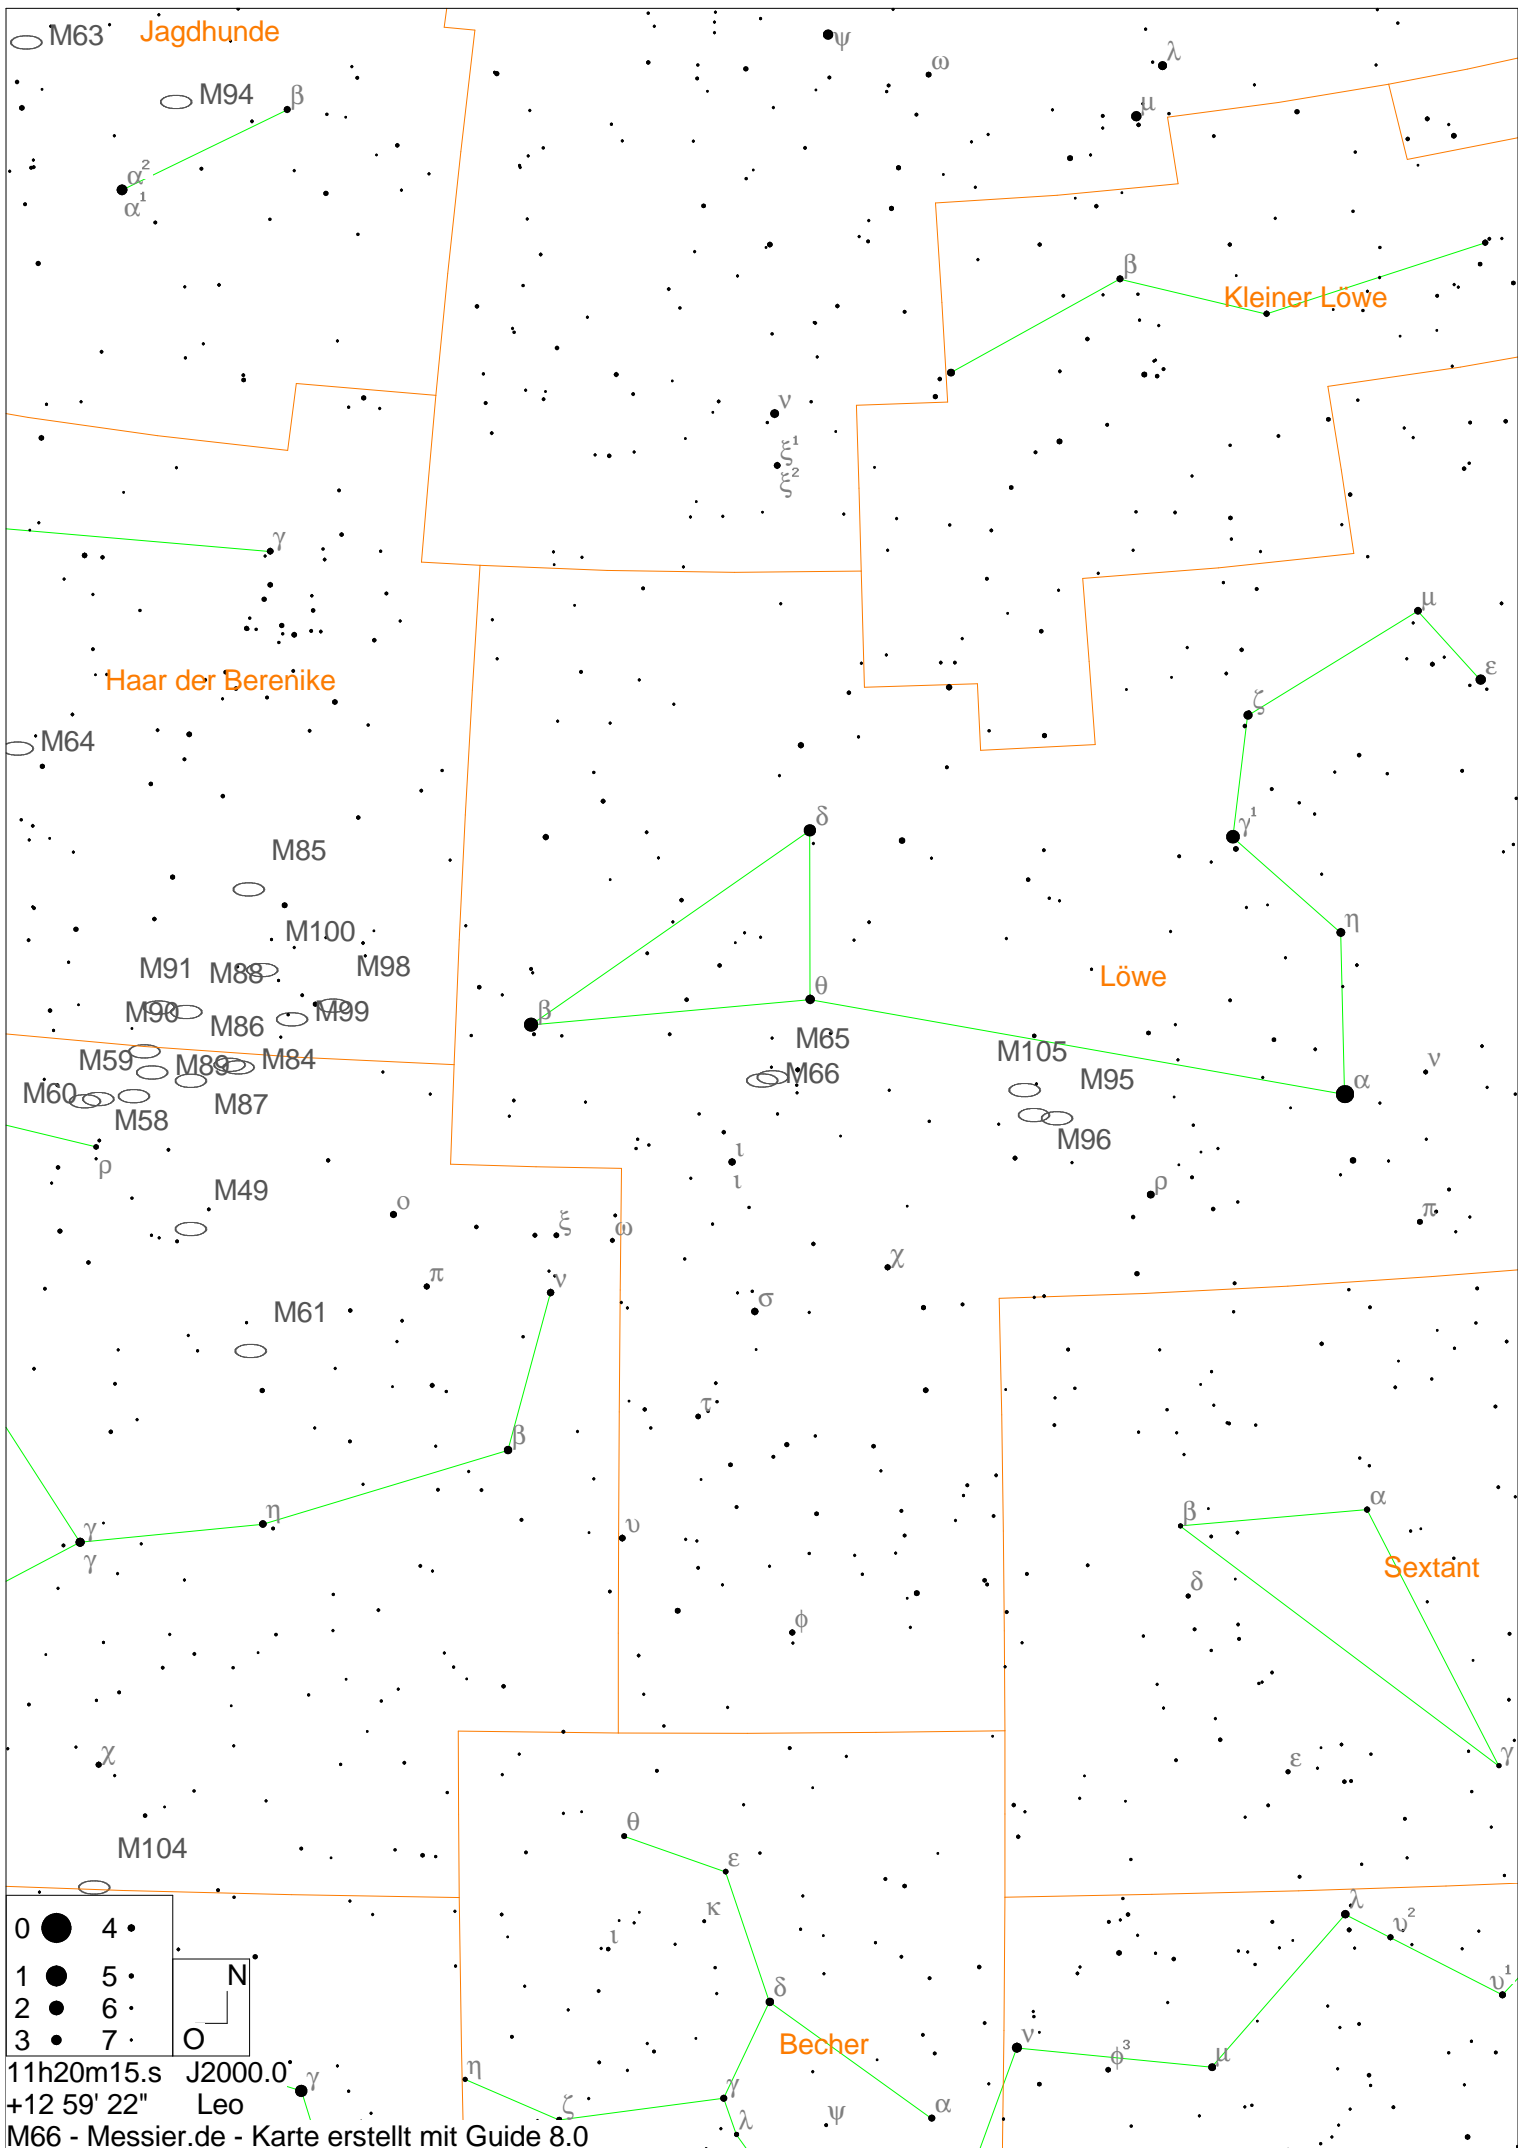 M63
Jagdhunde
ψ
ω
λ
M94
β
μ
α²
α¹
β
Kleiner Löwe
ν
ξ¹
ξ²
γ
μ
Haar der Berenike
ε
ζ
M64
δ
γ¹
M85
M100
η
M91
M88
M98
Löwe
θ
M90
M86
M99
β
M65
M59
M89
M84
M66
M105
M95
ν
α
M60
M58
M87
M96
ρ
ι
ι
M49
ο
ρ
π
ξ
ω
χ
π
ν
M61
σ
τ
β
η
β
α
γ
γ
υ
Sextant
δ
φ
χ
ε
γ
θ
M104
ε
κ
λ
υ²
0 4
ι
1 5
N
δ
υ¹
2 6
3 7
O
Becher
ν
φ³
μ
11h20m15.s J2000.0
γ
η
γ
+12 59' 22" Leo
ζ
λ
ψ
α
M66 - Messier.de - Karte erstellt mit Guide 8.0